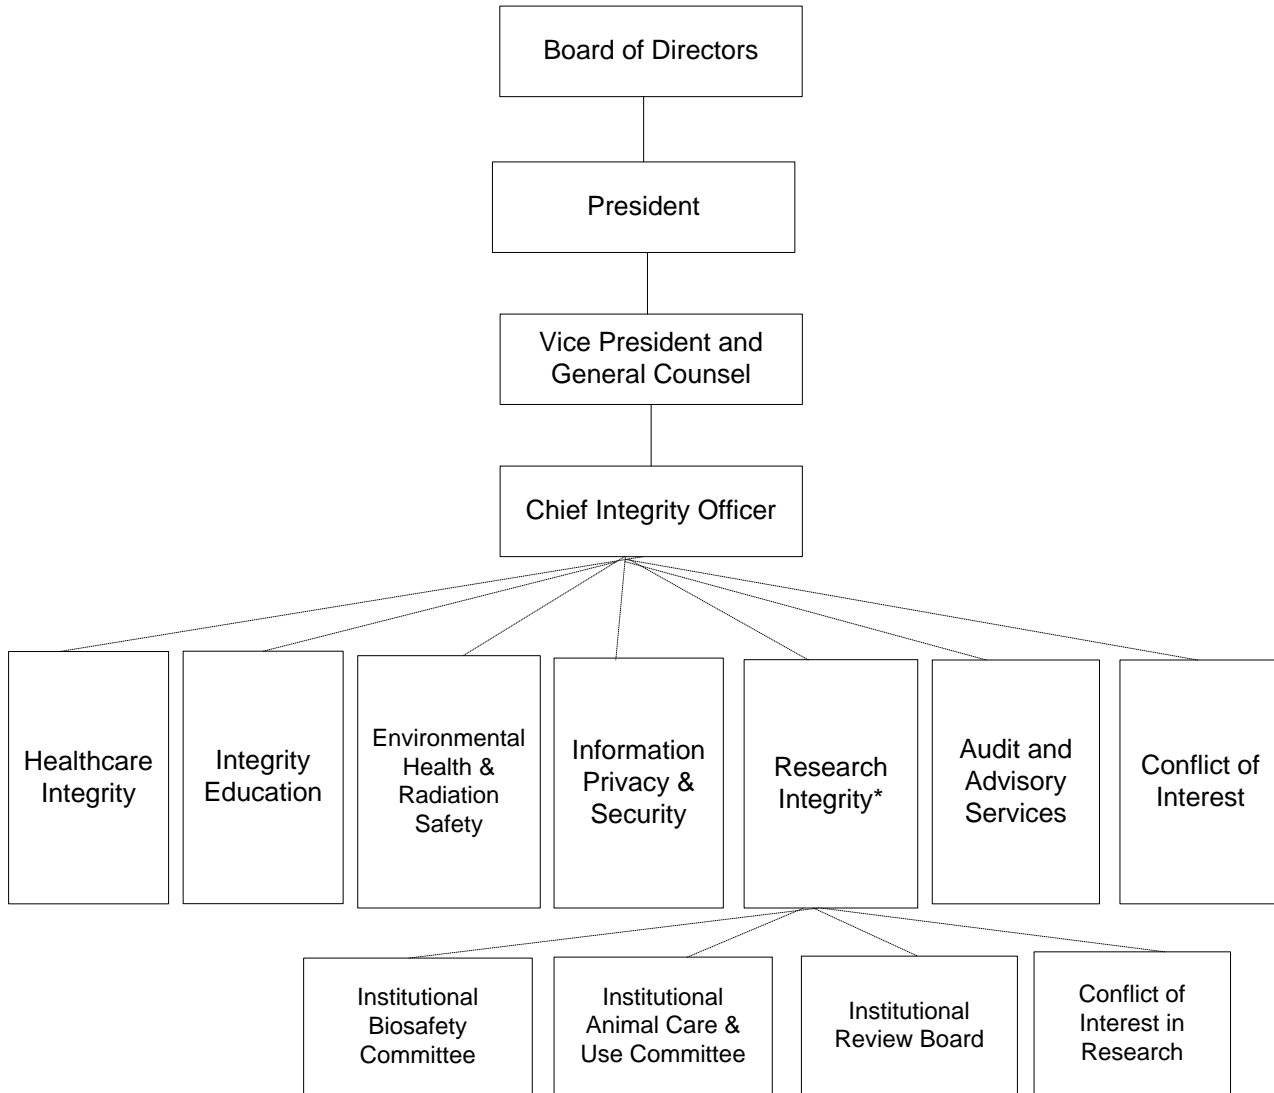 Board of Directors
President
Vice President and
General Counsel
Chief Integrity Officer
Healthcare
Integrity
Integrity
Education
Environmental
Health &
Radiation
Safety
Information
Privacy &
Security
Research
Integrity*
Audit and
Advisory
Services
Conflict of
Interest
Institutional
Biosafety
Committee
Institutional
Animal Care &
Use Committee
Institutional
Review Board
Conflict of
Interest in
Research